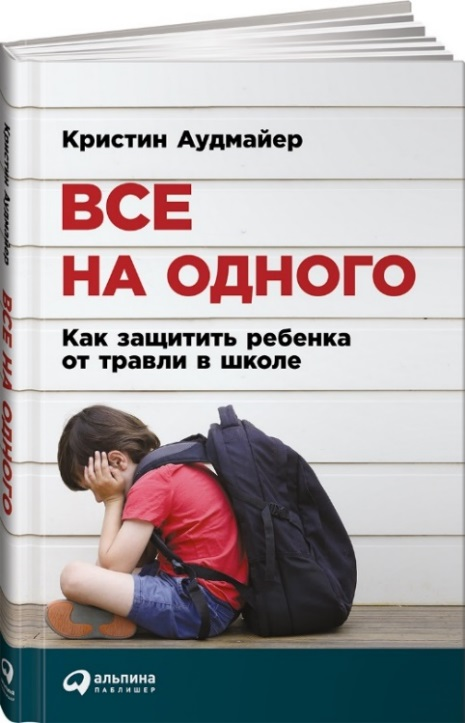 Кристин Аудмайер
ВСЕ
НА ОДНОГО
Как защитить ребенка
от травли в школе
альпина
ПАБЛИШЕР
Кристин Аудмайер
ВСЕ НА ОДНОГО